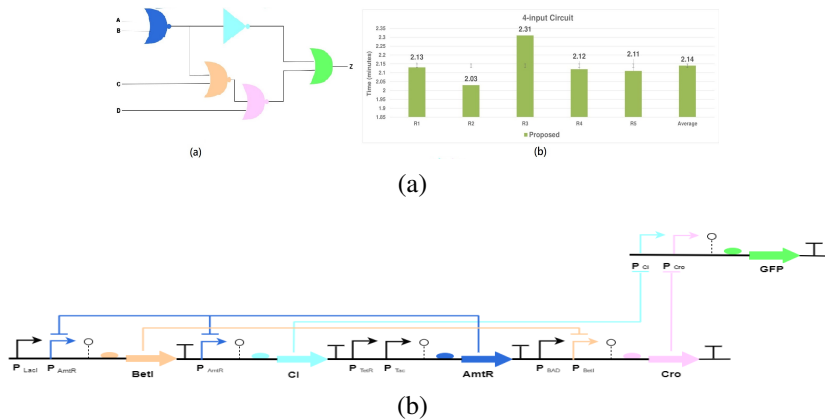 A
B
C
D
Z
(a)
4-input Circuit
Time (minutes)
2.35
2.3
2.25
2.2
2.15
2.1
2.05
2
1.95
1.9
1.85
2.13
2.03
2.31
2.12
2.11
2.14
R1 R2 R3 R4 R5 Average
Proposed
(b)
(a)
P CI P Cro GFP
P LacI P AmtR BetI P AmtR CI P TetR P Tac AmtR P BAD P BetI Cro
(b)